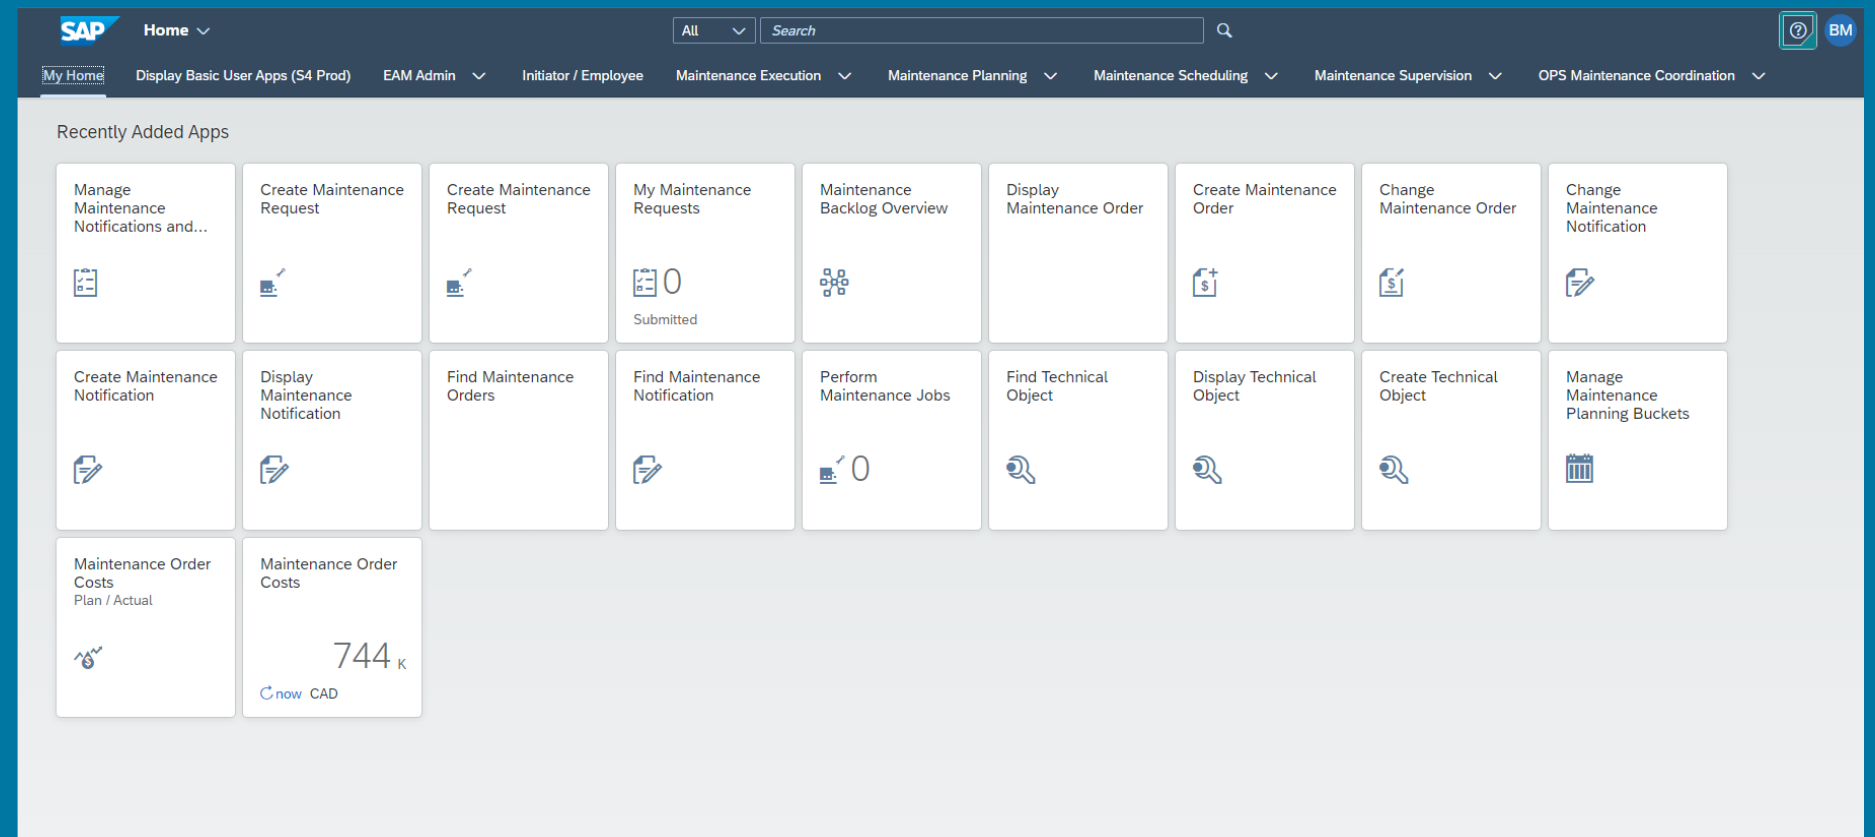 SAP Home All Search BM
My Home Display Basic User Apps (S4 Prod) EAM Admin Initiator / Employee Maintenance Execution Maintenance Planning Maintenance Scheduling Maintenance Supervision OPS Maintenance Coordination
Recently Added Apps
Manage
Maintenance
Notifications and...
Create Maintenance
Request
Create Maintenance
Request
My Maintenance
Requests
0
Submitted
Maintenance
Backlog Overview
Display
Maintenance Order
Create Maintenance
Order
Change
Maintenance Order
Change
Maintenance
Notification
Create Maintenance
Notification
Display
Maintenance
Notification
Find Maintenance
Orders
Find Maintenance
Notification
Perform
Maintenance Jobs
0
Find Technical
Object
Display Technical
Object
Create Technical
Object
Manage
Maintenance
Planning Buckets
Maintenance Order
Costs
Plan / Actual
Maintenance Order
Costs
744 K
now CAD